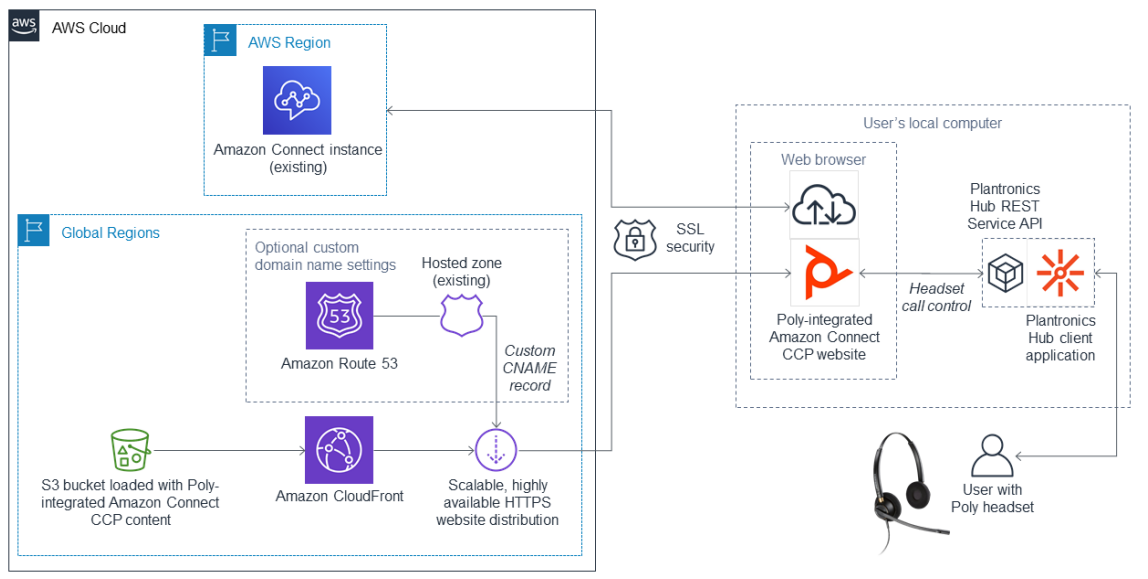 aws
AWS Cloud
AWS Region
Amazon Connect instance
(existing)
Global Regions
Optional custom
domain name settings
Hosted zone
(existing)
53
Amazon Route 53
Custom
CNAME
record
S3 bucket loaded with Poly-
integrated Amazon Connect
CCP content
Amazon CloudFront
Scalable, highly
available HTTPS
website distribution
SSL
security
User's local computer
Web browser
Poly-integrated
Amazon Connect
CCP website
Headset
call control
Plantronics
Hub REST
Service API
Plantronics
Hub client
application
User with
Poly headset